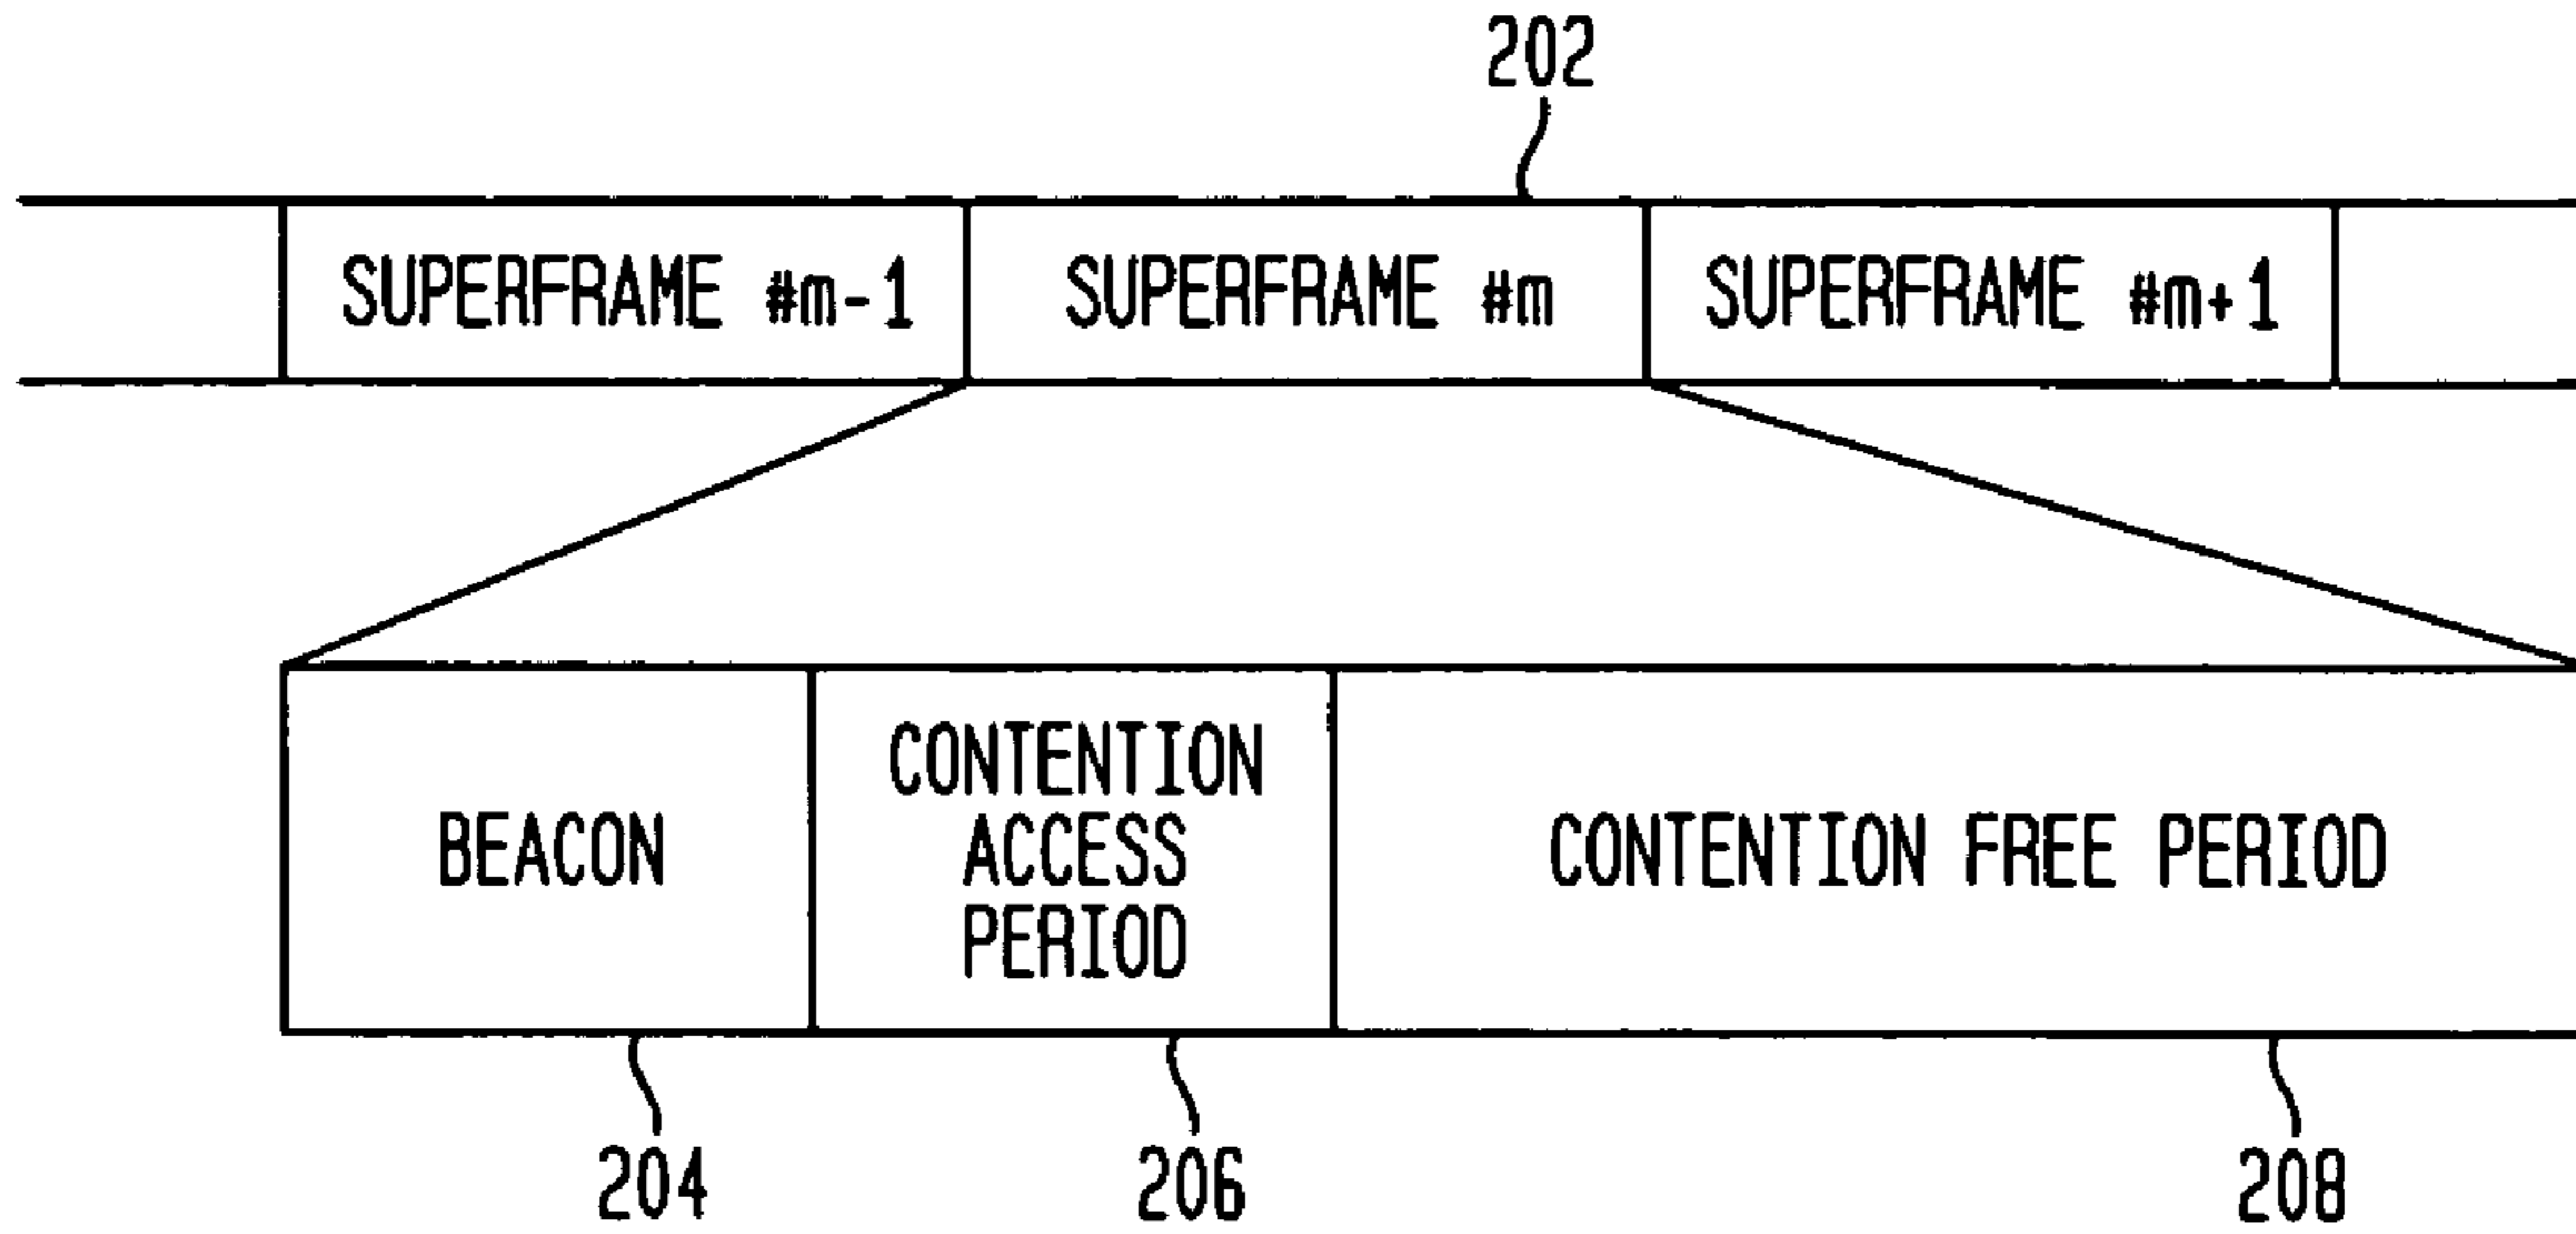 202
SUPERFRAME #m-1
SUPERFRAME #m
SUPERFRAME #m+1
BEACON
CONTENTION
ACCESS
PERIOD
CONTENTION FREE PERIOD
204
206
208